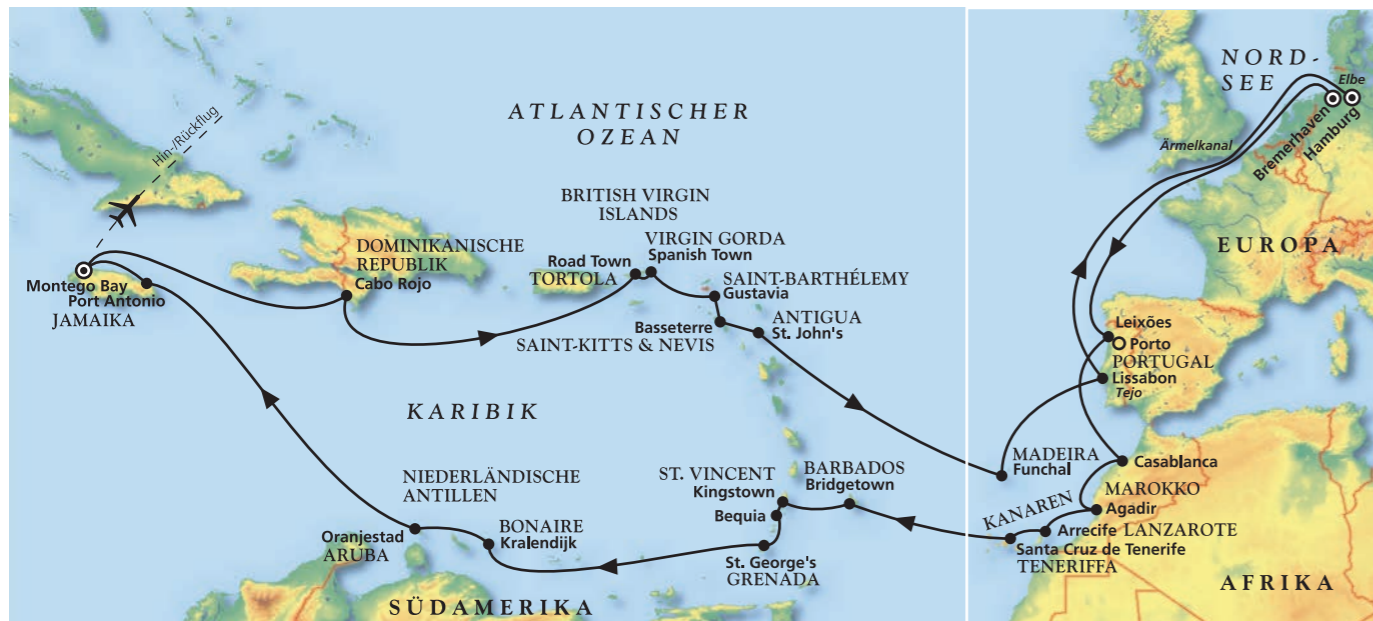 Hin-/Rückflug
ATLANTISCHER
OZEAN
BRITISH VIRGIN
ISLANDS
VIRGIN GORDA
Spanish Town
Road Town
TORTOLA
DOMINIKANISCHE
REPUBLIK
Cabo Rojo
SAINT-BARTHÉLEMY
Gustavia
Montego Bay
Port Antonio
JAMAIKA
Basseterre
SAINT-KITTS & NEVIS
ANTIGUA
St. John's
KARIBIK
NIEDERLÄNDISCHE
ANTILLEN
ST. VINCENT
Kingstown
Bequia
BARBADOS
Bridgetown
Oranjestad
ARUBA
BONAIRE
Kralendijk
St. George's
GRENADA
SÜDAMERIKA
NORD-
SEE
Elbe
Bremerhaven
Hamburg
Ärmelkanal
EUROPA
Leixões
Porto
PORTUGAL
Lissabon
Tejo
MADEIRA
Funchal
Casablanca
MAROKKO
Agadir
KANAREN
Arrecife LANZAROTE
Santa Cruz de Tenerife
TENERIFFA
AFRIKA